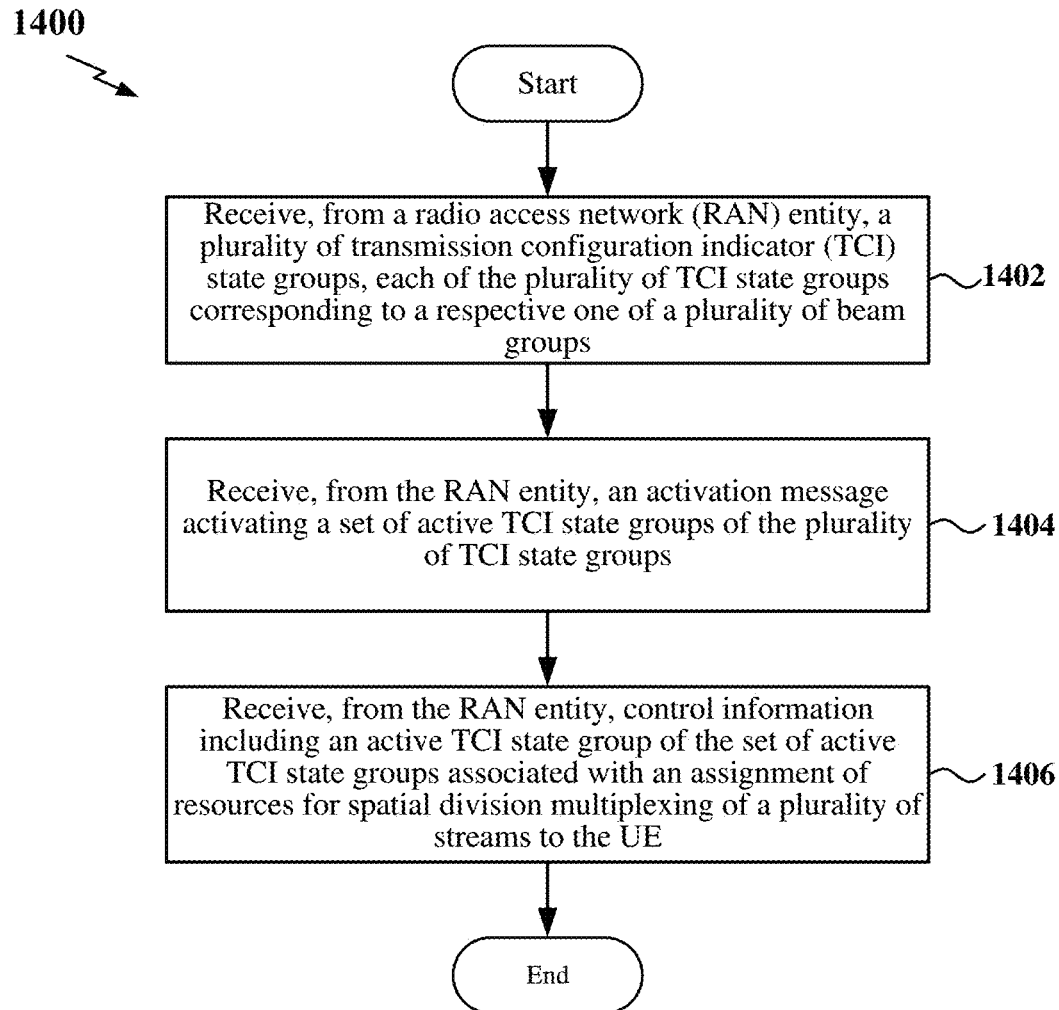 1400
Start
Receive, from a radio access network (RAN) entity, a
plurality of transmission configuration indicator (TCI)
state groups, each of the plurality of TCI state groups
corresponding to a respective one of a plurality of beam
groups
1402
Receive, from the RAN entity, an activation message
activating a set of active TCI state groups of the plurality
of TCI state groups
1404
Receive, from the RAN entity, control information
including an active TCI state group of the set of active
TCI state groups associated with an assignment of
resources for spatial division multiplexing of a plurality of
streams to the UE
1406
End